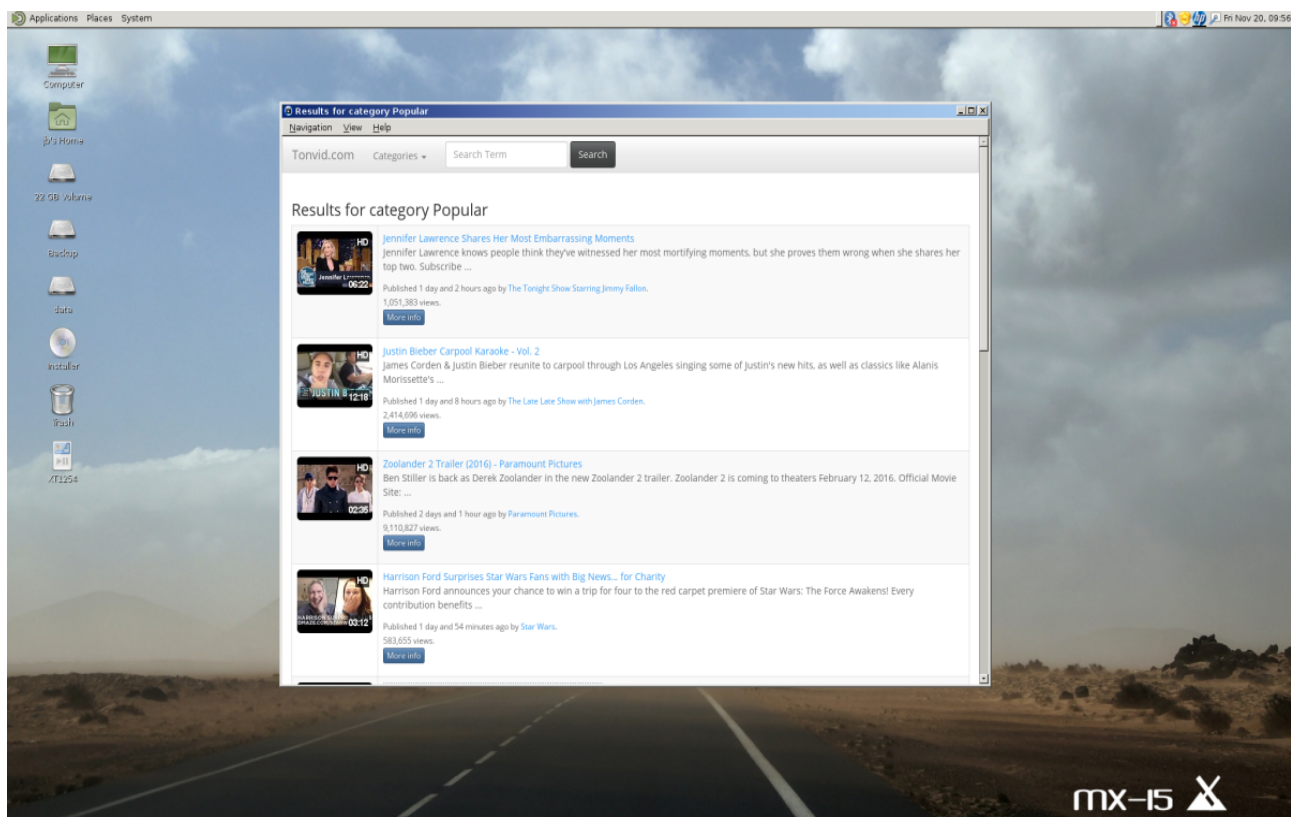 Applications Places System
Fri Nov 20, 09:56
Computer
jb's Home
22 GB Volume
Backup
data
Installer
Trash
XT1254
Results for category Popular
Navigation View Help
Tonvid.com Categories Search Term Search
Results for category Popular
HD
06:22
Jennifer Lawrence Shares Her Most Embarrassing Moments
Jennifer Lawrence knows people think they've witnessed her most mortifying moments, but she proves them wrong when she shares her
top two. Subscribe ...
Published 1 day and 2 hours ago by The Tonight Show Starring Jimmy Fallon.
1,051,383 views.
More info
HD
JUSTIN B
12:18
Justin Bieber Carpool Karaoke - Vol. 2
James Corden & Justin Bieber reunite to carpool through Los Angeles singing some of Justin's new hits, as well as classics like Alanis
Morissette's ...
Published 1 day and 8 hours ago by The Late Late Show with James Corden.
2,414,696 views.
More info
HD
02:35
Zoolander 2 Trailer (2016) - Paramount Pictures
Ben Stiller is back as Derek Zoolander in the new Zoolander 2 trailer. Zoolander 2 is coming to theaters February 12, 2016. Official Movie
Site: ...
Published 2 days and 1 hour ago by Paramount Pictures.
9,110,827 views.
More info
HD
03:12
Harrison Ford Surprises Star Wars Fans with Big News... for Charity
Harrison Ford announces your chance to win a trip for four to the red carpet premiere of Star Wars: The Force Awakens! Every
contribution benefits ...
Published 1 day and 54 minutes ago by Star Wars.
583,655 views.
More info
mx-15